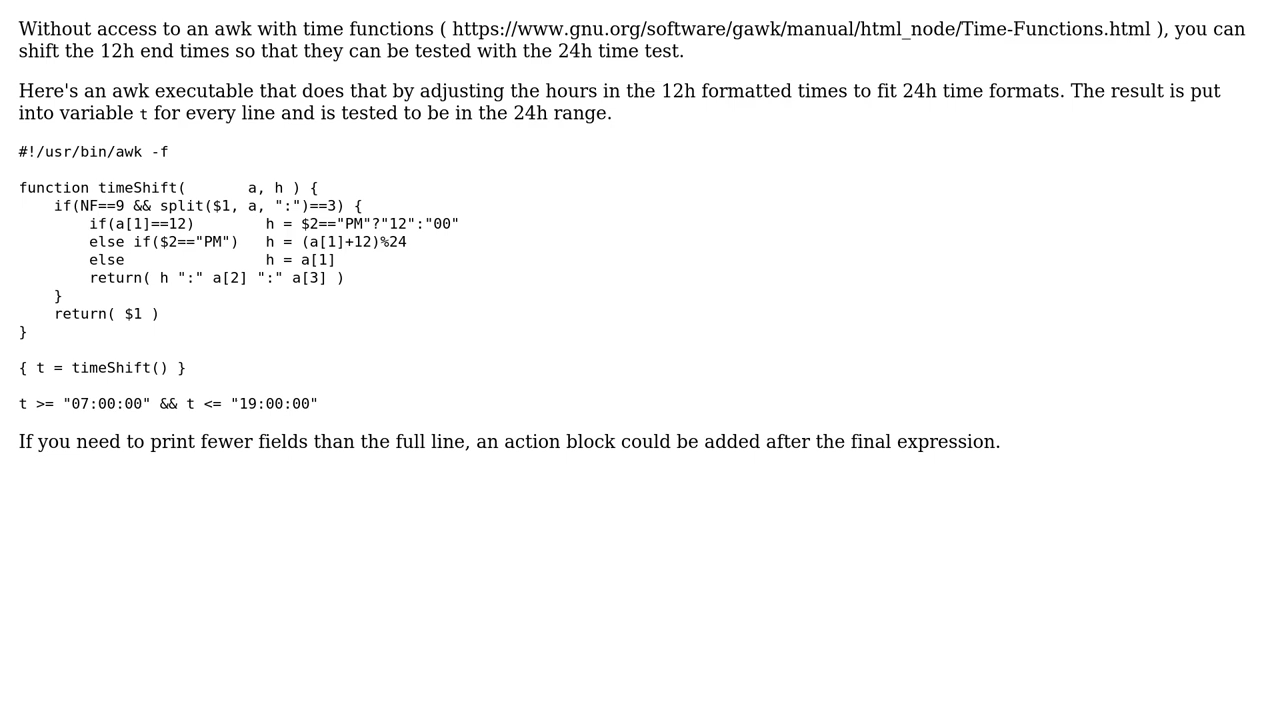 Without access to an awk with time functions ( https://www.gnu.org/software/gawk/manual/html_node/Time-Functions.html ), you can
shift the 12h end times so that they can be tested with the 24h time test.
Here's an awk executable that does that by adjusting the hours in the 12h formatted times to fit 24h time formats. The result is put
into variable t for every line and is tested to be in the 24h range.
#!/usr/bin/awk -f
function timeShift(       a, h ) {
    if(NF==9 && split($1, a, ":")==3) {
        if(a[1]==12)        h = $2=="PM"?"12":"00"
        else if($2=="PM")   h = (a[1]+12)%24
        else                h = a[1]
        return( h ":" a[2] ":" a[3] )
    }
    return( $1 )
}
{ t = timeShift() }
t >= "07:00:00" && t <= "19:00:00"
If you need to print fewer fields than the full line, an action block could be added after the final expression.